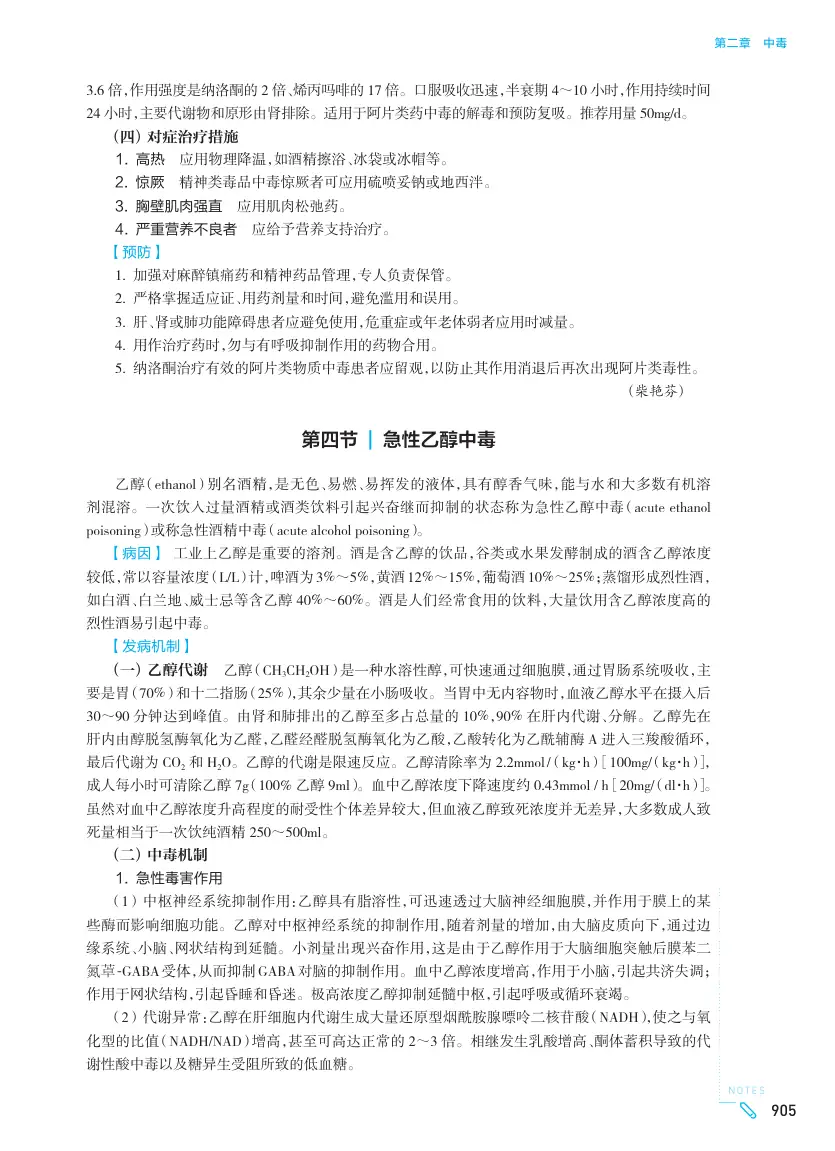 第二章 中毒
3.6 倍,作用强度是纳洛酮的 2 倍、烯丙吗啡的 17 倍。口服吸收迅速,半衰期 4～10 小时,作用持续时间
24 小时,主要代谢物和原形由肾排除。适用于阿片类药中毒的解毒和预防复吸。推荐用量 50mg/d。
（四）对症治疗措施
1. 高热 应用物理降温,如酒精擦浴、冰袋或冰帽等。
2. 惊厥 精神类毒品中毒惊厥者可应用硫喷妥钠或地西泮。
3. 胸壁肌肉强直 应用肌肉松弛药。
4. 严重营养不良者 应给予营养支持治疗。
【预防】
1. 加强对麻醉镇痛药和精神药品管理,专人负责保管。
2. 严格掌握适应证、用药剂量和时间,避免滥用和误用。
3. 肝、肾或肺功能障碍患者应避免使用,危重症或年老体弱者应用时减量。
4. 用作治疗药时,勿与有呼吸抑制作用的药物合用。
5. 纳洛酮治疗有效的阿片类物质中毒患者应留观,以防止其作用消退后再次出现阿片类毒性。
（柴艳芬）
第四节 | 急性乙醇中毒
乙醇（ethanol）别名酒精,是无色、易燃、易挥发的液体,具有醇香气味,能与水和大多数有机溶
剂混溶。一次饮入过量酒精或酒类饮料引起兴奋继而抑制的状态称为急性乙醇中毒（acute ethanol
poisoning）或称急性酒精中毒（acute alcohol poisoning）。
【病因】 工业上乙醇是重要的溶剂。酒是含乙醇的饮品,谷类或水果发酵制成的酒含乙醇浓度
较低,常以容量浓度（L/L）计,啤酒为 3%～5%,黄酒 12%～15%,葡萄酒 10%～25%;蒸馏形成烈性酒,
如白酒、白兰地、威士忌等含乙醇 40%～60%。酒是人们经常食用的饮料,大量饮用含乙醇浓度高的
烈性酒易引起中毒。
【发病机制】
（一）乙醇代谢 乙醇（CH₃CH₂OH）是一种水溶性醇,可快速通过细胞膜,通过胃肠系统吸收,主
要是胃（70%）和十二指肠（25%）,其余少量在小肠吸收。当胃中无内容物时,血液乙醇水平在摄入后
30～90 分钟达到峰值。由肾和肺排出的乙醇至多占总量的 10%,90% 在肝内代谢、分解。乙醇先在
肝内由醇脱氢酶氧化为乙醛,乙醛经醛脱氢酶氧化为乙酸,乙酸转化为乙酰辅酶 A 进入三羧酸循环,
最后代谢为 CO₂ 和 H₂O。乙醇的代谢是限速反应。乙醇清除率为 2.2mmol/（kg·h）［100mg/（kg·h）］,
成人每小时可清除乙醇 7g（100% 乙醇 9ml）。血中乙醇浓度下降速度约 0.43mmol / h［20mg/（dl·h）］。
虽然对血中乙醇浓度升高程度的耐受性个体差异较大,但血液乙醇致死浓度并无差异,大多数成人致
死量相当于一次饮纯酒精 250～500ml。
（二）中毒机制
1. 急性毒害作用
（1）中枢神经系统抑制作用:乙醇具有脂溶性,可迅速透过大脑神经细胞膜,并作用于膜上的某
些酶而影响细胞功能。乙醇对中枢神经系统的抑制作用,随着剂量的增加,由大脑皮质向下,通过边
缘系统、小脑、网状结构到延髓。小剂量出现兴奋作用,这是由于乙醇作用于大脑细胞突触后膜苯二
氮䓬-GABA 受体,从而抑制 GABA 对脑的抑制作用。血中乙醇浓度增高,作用于小脑,引起共济失调;
作用于网状结构,引起昏睡和昏迷。极高浓度乙醇抑制延髓中枢,引起呼吸或循环衰竭。
（2）代谢异常:乙醇在肝细胞内代谢生成大量还原型烟酰胺腺嘌呤二核苷酸（NADH）,使之与氧
化型的比值（NADH/NAD）增高,甚至可高达正常的 2～3 倍。相继发生乳酸增高、酮体蓄积导致的代
谢性酸中毒以及糖异生受阻所致的低血糖。
NOTES
905